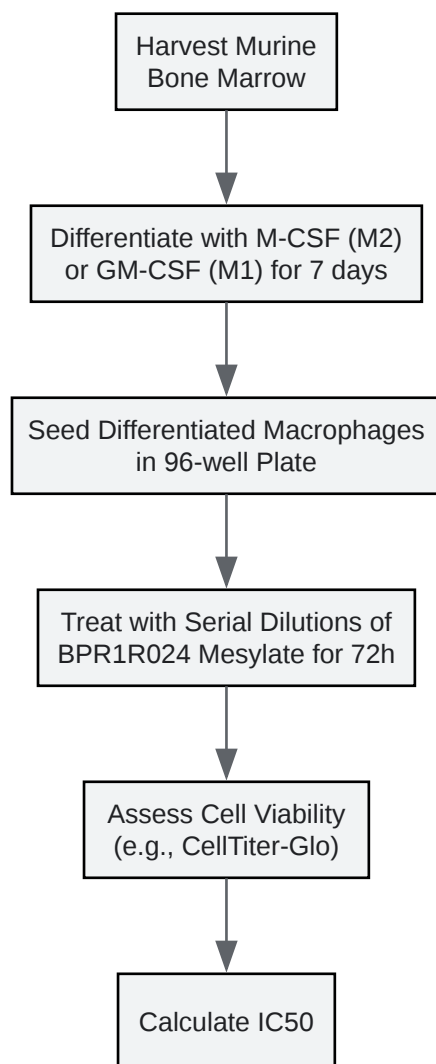 Harvest Murine
Bone Marrow
Differentiate with M-CSF (M2)
or GM-CSF (M1) for 7 days
Seed Differentiated Macrophages
in 96-well Plate
Treat with Serial Dilutions of
BPR1R024 Mesylate for 72h
Assess Cell Viability
(e.g., CellTiter-Glo)
Calculate IC50